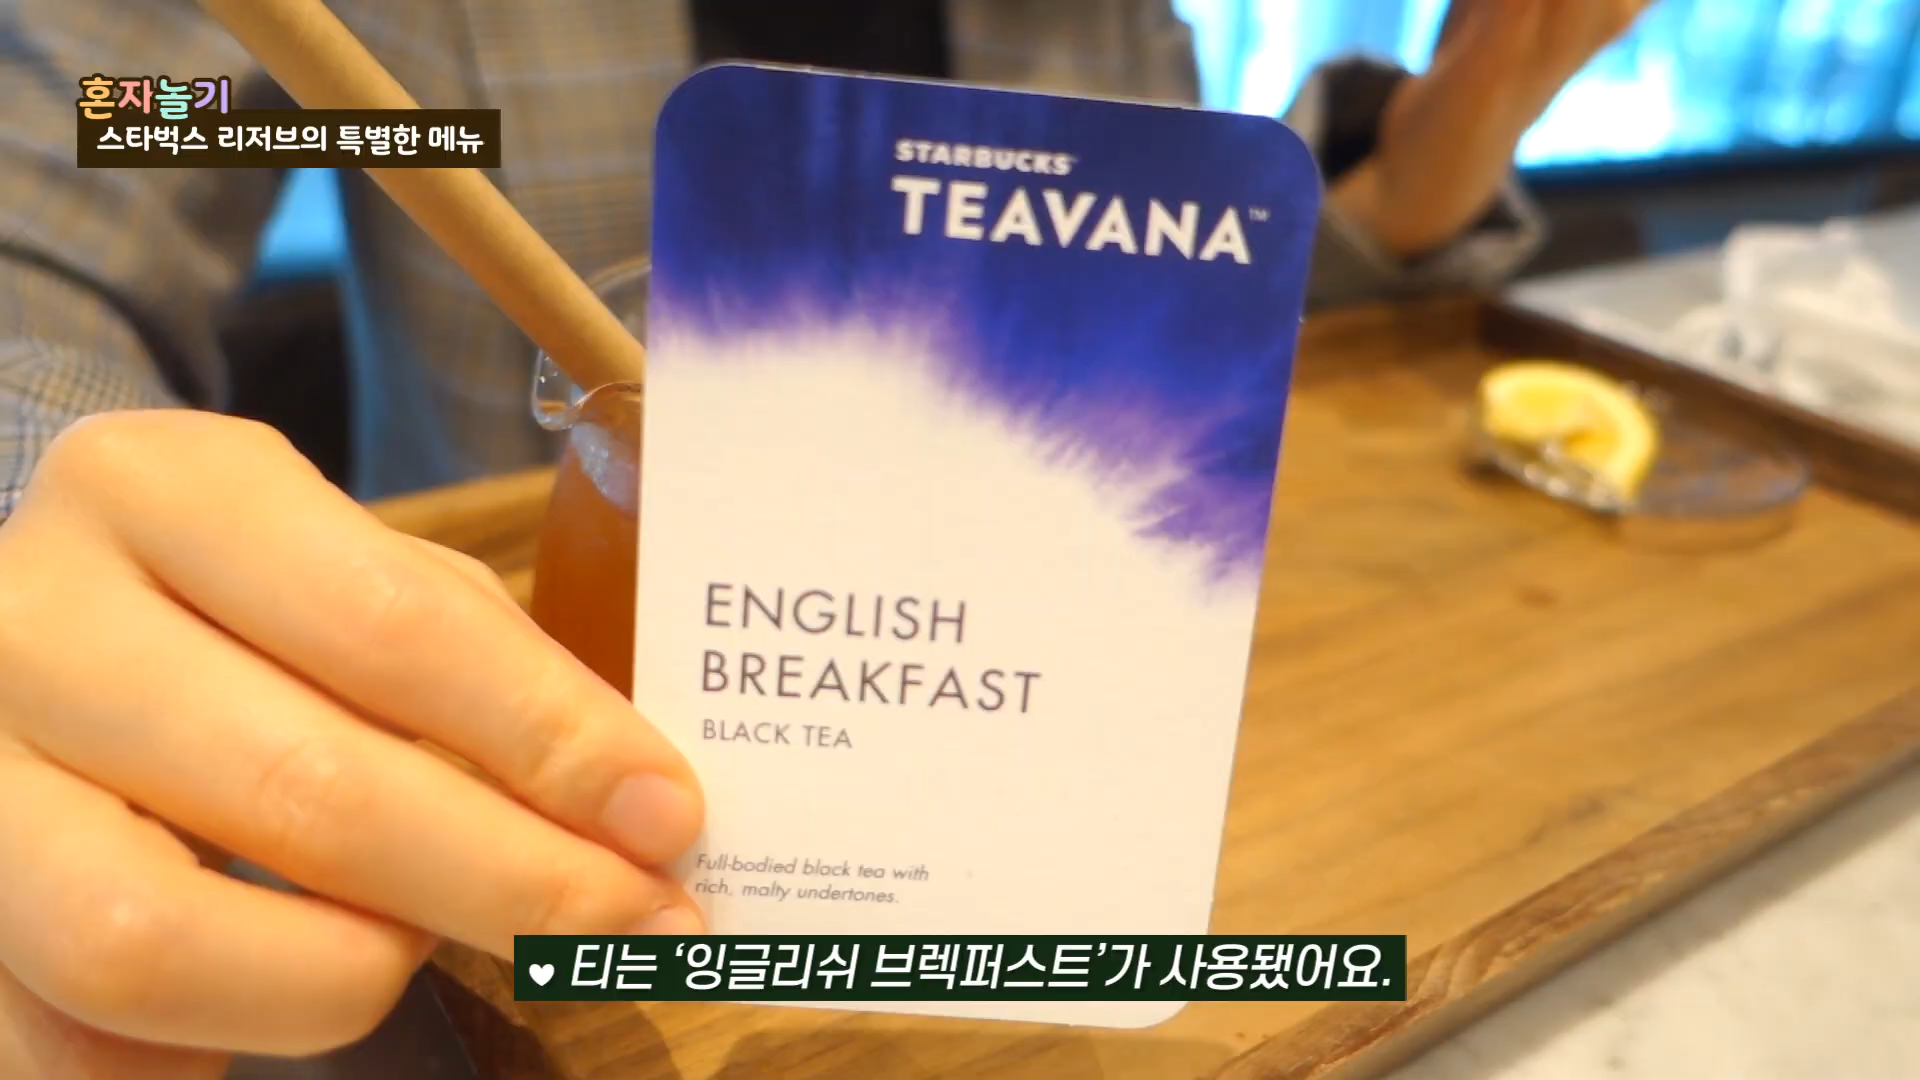 혼자놀기
스타벅스 리저브의 특별한 메뉴
STARBUCKS
TEAVANA™
ENGLISH
BREAKFAST
BLACK TEA
Full-bodied black tea with
rich, malty undertones.
♥ 티는 ‘잉글리쉬 브렉퍼스트’가 사용됐어요.